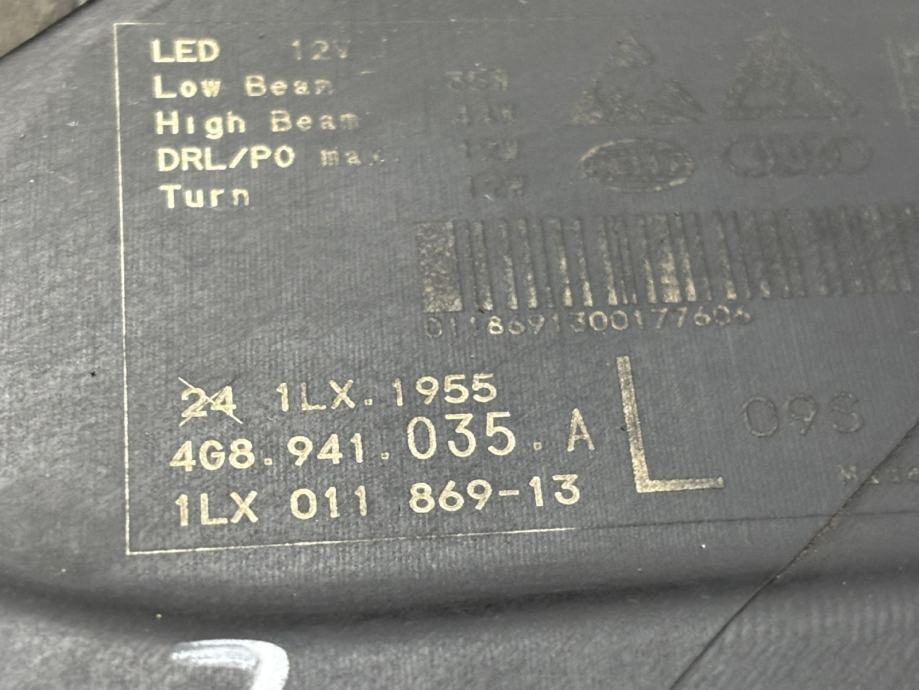 LED 12V
Low Beam
High Beam
DRL/PO max.
Turn
24 1LX.1955
4G8.941.035.A
1LX 011 869-13
L
09S